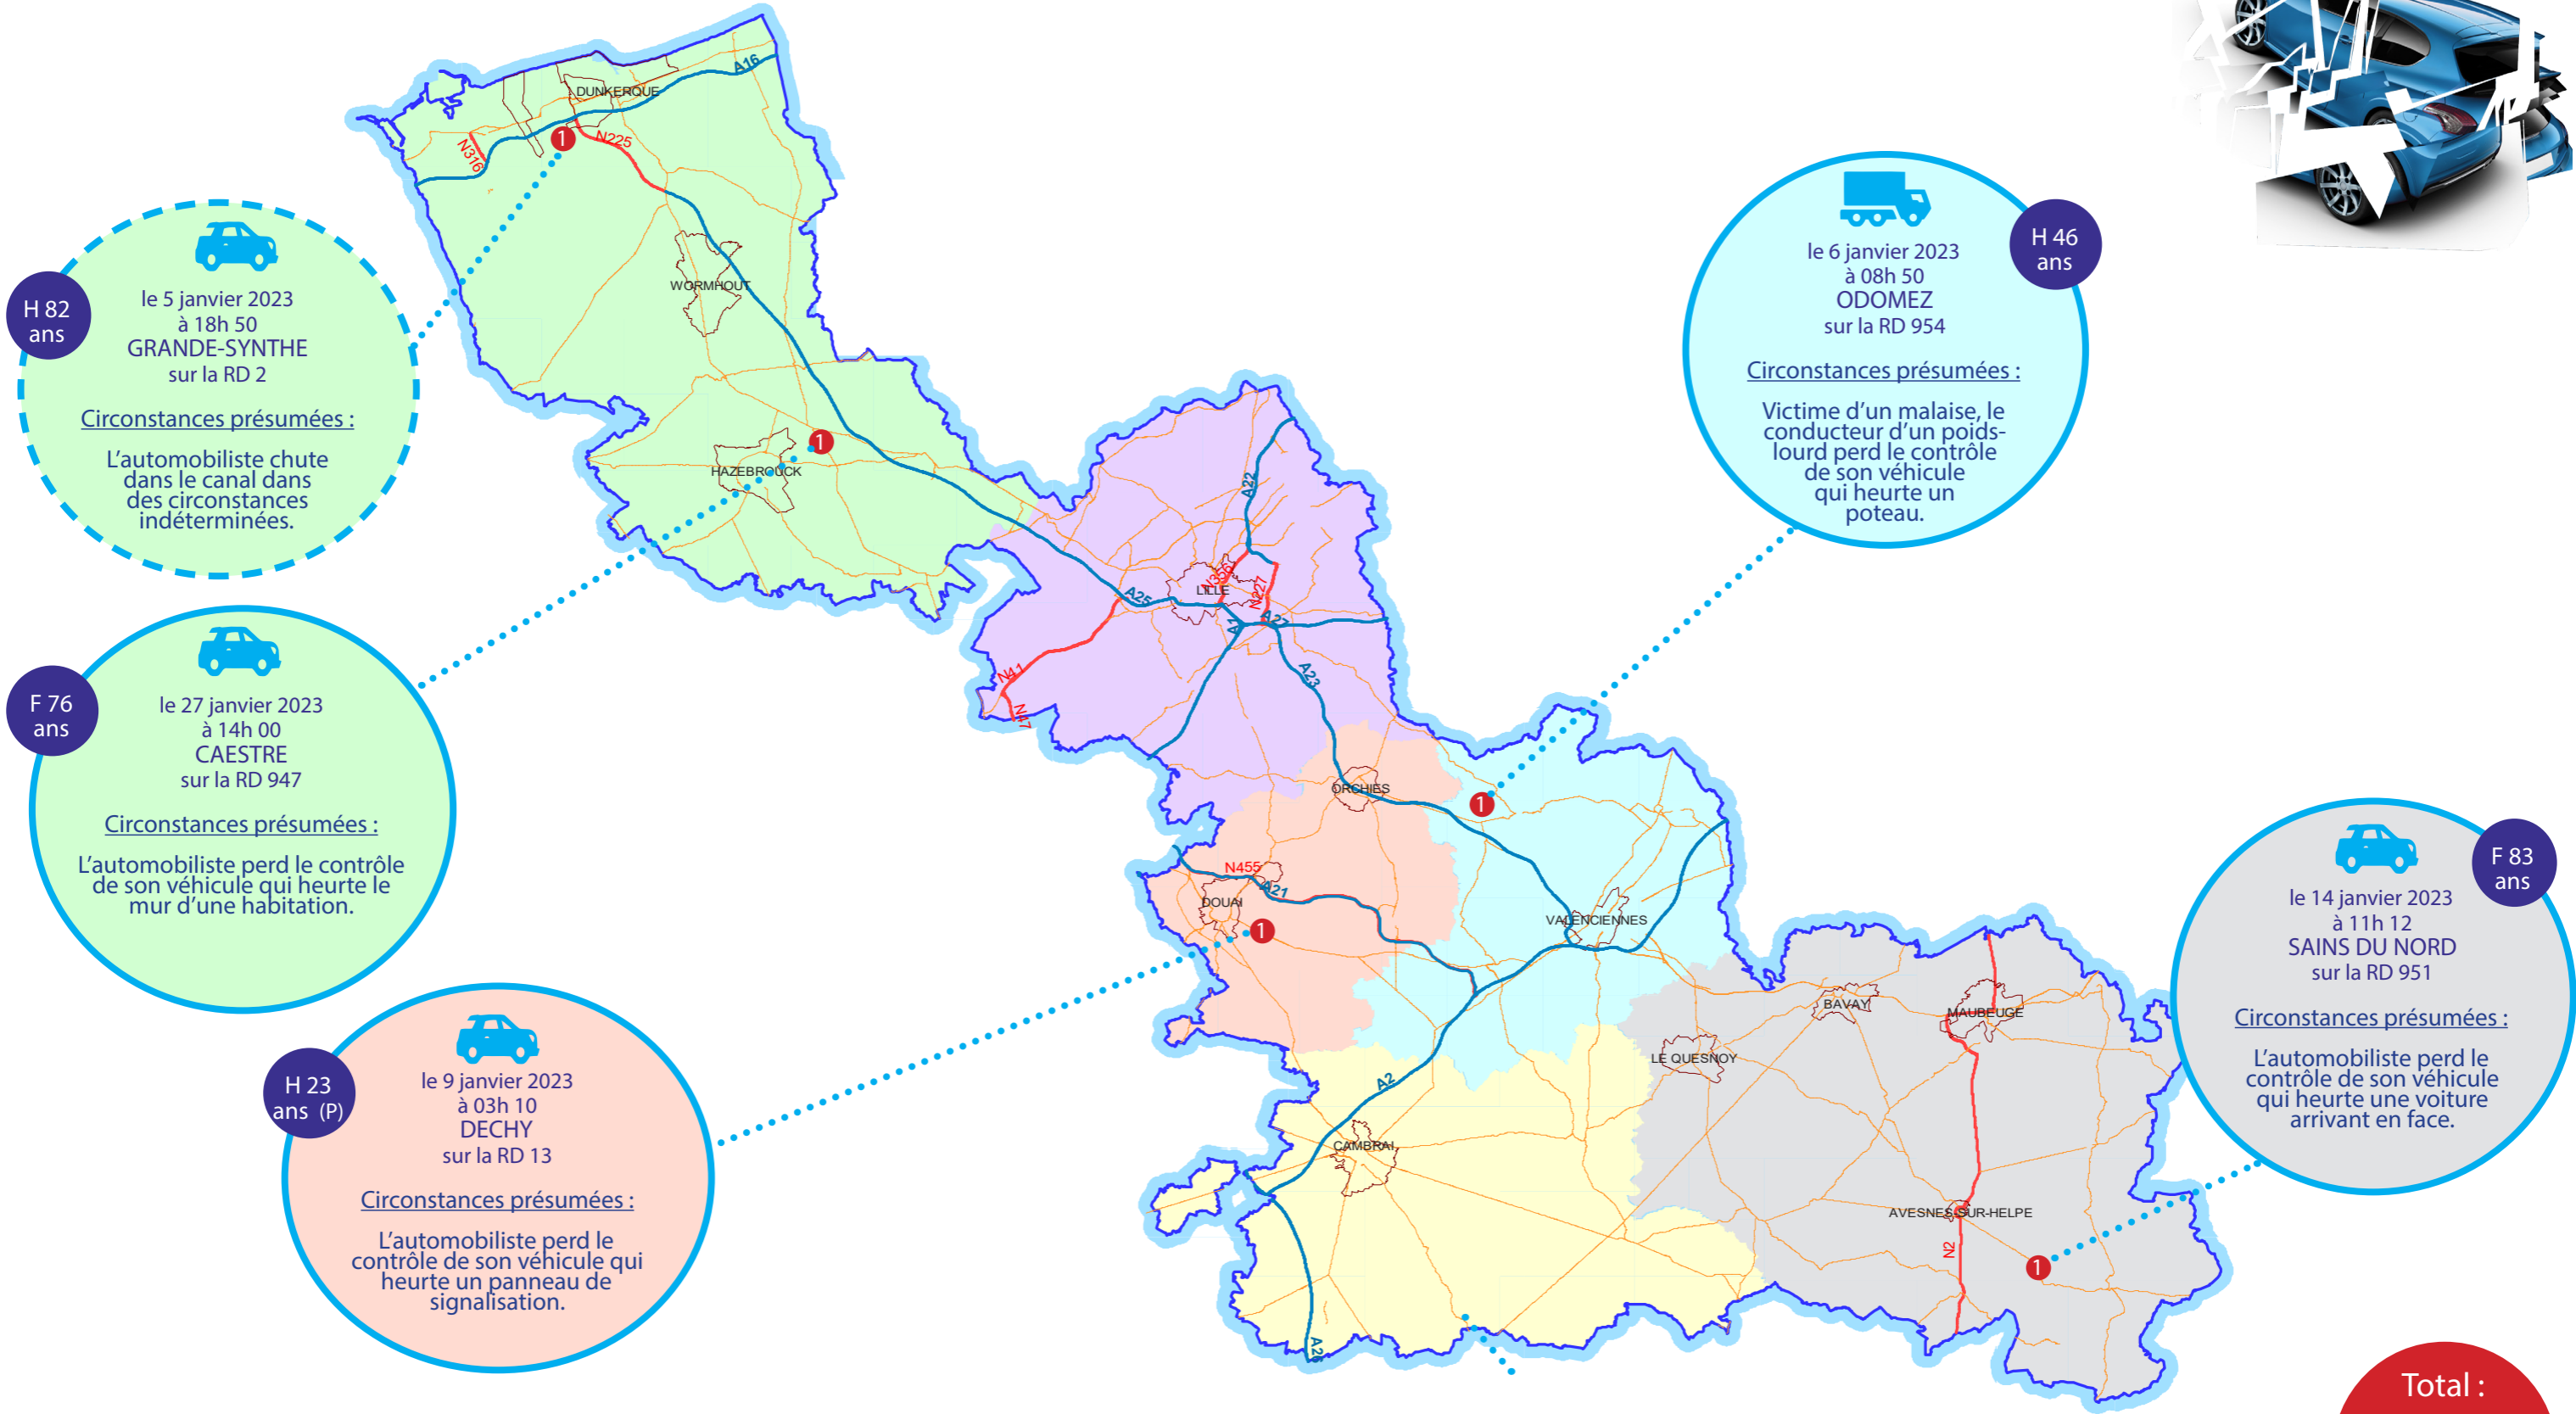 H 82
ans
le 5 janvier 2023
à 18h 50
GRANDE-SYNTHE
sur la RD 2
Circonstances présumées :
L'automobiliste chute
dans le canal dans
des circonstances
indéterminées.
F 76
ans
le 27 janvier 2023
à 14h 00
CAESTRE
sur la RD 947
Circonstances présumées :
L'automobiliste perd le contrôle
de son véhicule qui heurte le
mur d'une habitation.
H 23
ans (P)
le 9 janvier 2023
à 03h 10
DECHY
sur la RD 13
Circonstances présumées :
L'automobiliste perd le
contrôle de son véhicule qui
heurte un panneau de
signalisation.
H 46
ans
le 6 janvier 2023
à 08h 50
ODOMEZ
sur la RD 954
Circonstances présumées :
Victime d'un malaise, le
conducteur d'un poids-
lourd perd le contrôle
de son véhicule
qui heurte un
poteau.
F 83
ans
le 14 janvier 2023
à 11h 12
SAINS DU NORD
sur la RD 951
Circonstances présumées :
L'automobiliste perd le
contrôle de son véhicule
qui heurte une voiture
arrivant en face.
A16
DUNKERQUE
1
N225
N316
WORMHOUT
1
HAZEBROUCK
A22
N356
LILLE
N227
A25
A27
A1
N41
A23
N47
ORCHIES
1
N455
A21
DOUAI
1
VALENCIENNES
BAVAY
MAUBEUGE
LE QUESNOY
A2
CAMBRAI
AVESNES-SUR-HELPE
N2
1
A26
Total :